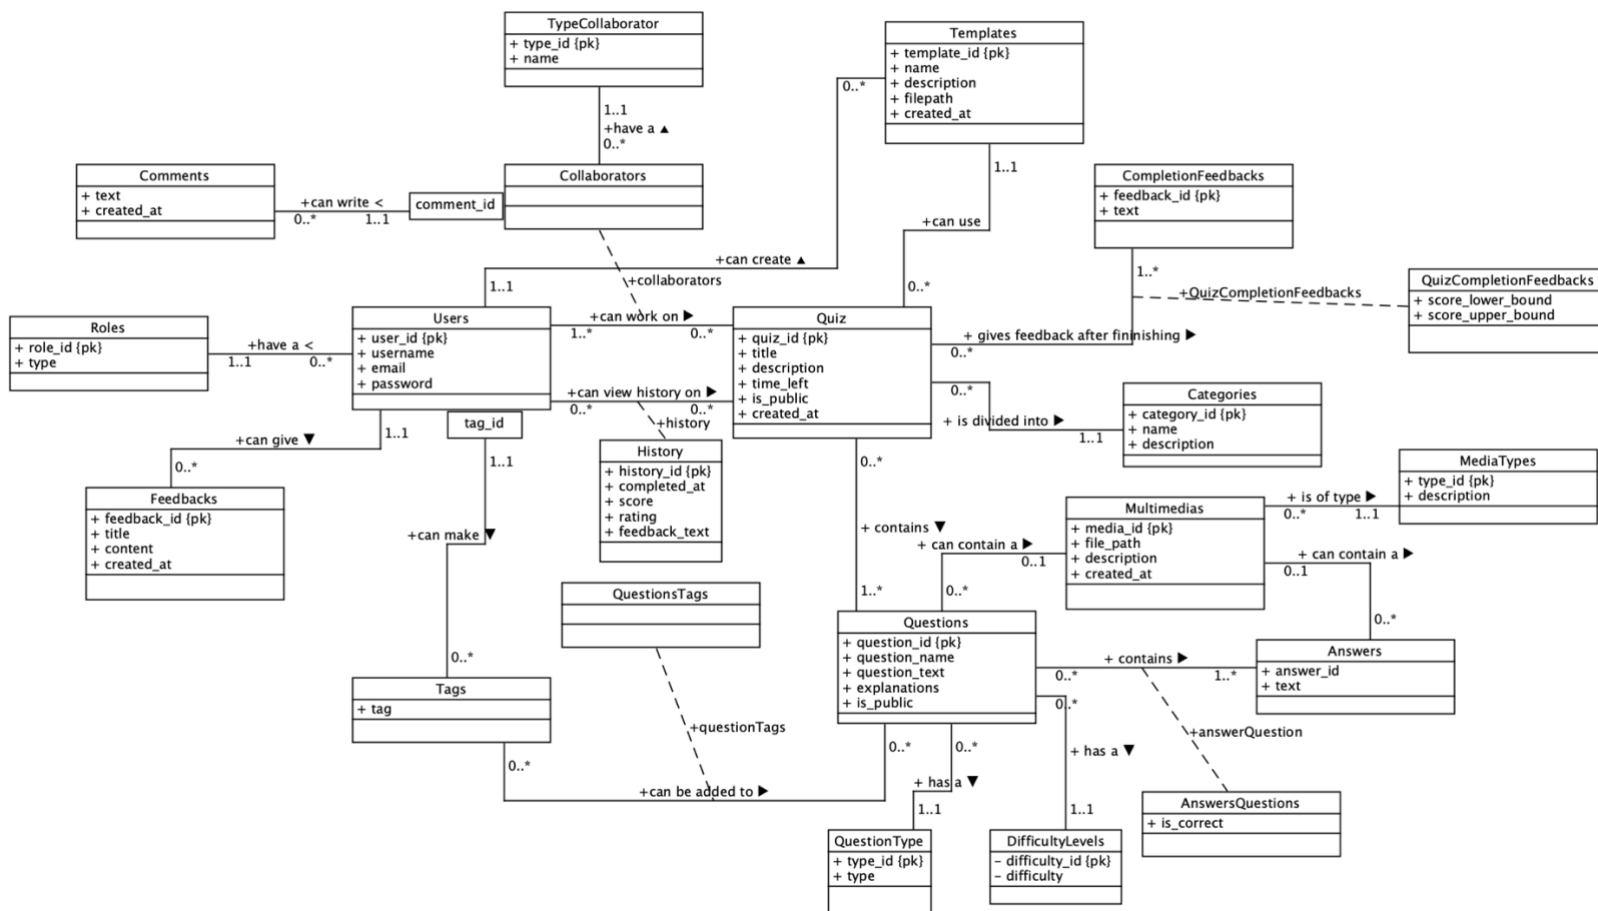 TypeCollaborator
+ type_id {pk}
+ name
1..1
+have a ▲
0..*
Templates
+ template_id {pk}
+ name
+ description
+ filepath
+ created_at
0..*
1..1
Comments
+ text
+ created_at
+can write <
0..*
1..1
comment_id
Collaborators
CompletionFeedbacks
+ feedback_id {pk}
+ text
+can use
+can create ▲
+collaborators
1..1
0..*
1..*
+QuizCompletionFeedbacks
QuizCompletionFeedbacks
+ score_lower_bound
+ score_upper_bound
Roles
+ role_id {pk}
+ type
+have a <
1..1
0..*
Users
+ user_id {pk}
+ username
+ email
+ password
+can work on ▶
1..*
0..*
Quiz
+ quiz_id {pk}
+ title
+ description
+ time_left
+ is_public
+ created_at
+ gives feedback after fininishing ▶
0..*
+can view history on ▶
0..*
0..*
+history
0..*
+ is divided into ▶
1..1
Categories
+ category_id {pk}
+ name
+ description
tag_id
1..1
+can give ▼
1..1
0..*
Feedbacks
+ feedback_id {pk}
+ title
+ content
+ created_at
History
+ history_id {pk}
+ completed_at
+ score
+ rating
+ feedback_text
0..*
+ contains ▼
1..*
MediaTypes
+ type_id {pk}
+ description
+ is of type ▶
0..*
1..1
Multimedias
+ media_id {pk}
+ file_path
+ description
+ created_at
+ can contain a ▶
0..1
0..*
+ can contain a ▶
0..1
0..*
+can make ▼
0..*
QuestionsTags
Questions
+ question_id {pk}
+ question_name
+ question_text
+ explanations
+ is_public
+ contains ▶
0..*
1..*
Answers
+ answer_id
+ text
Tags
+ tag
+questionTags
0..*
+can be added to ▶
0..*
0..*
+ has a ▼
1..1
0..*
+ has a ▼
1..1
+answerQuestion
AnswersQuestions
+ is_correct
QuestionType
+ type_id {pk}
+ type
DifficultyLevels
− difficulty_id {pk}
− difficulty